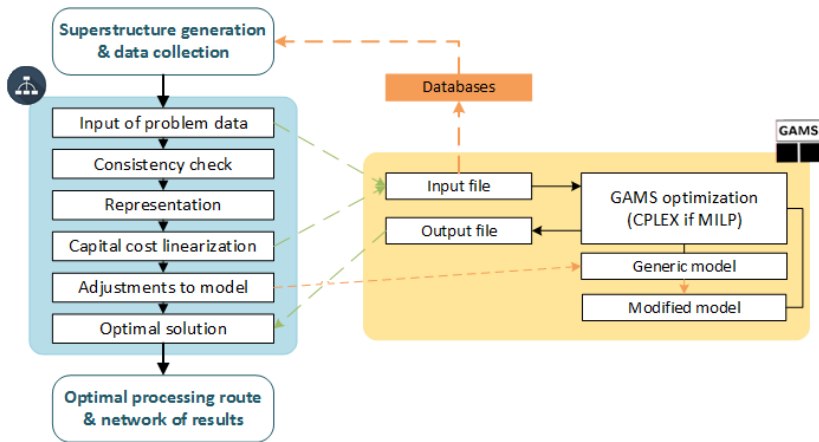 Superstructure generation
& data collection
Databases
Input of problem data
Consistency check
Representation
Capital cost linearization
Adjustments to model
Optimal solution
Optimal processing route
& network of results
GAMS
Input file
Output file
GAMS optimization
(CPLEX if MILP)
Generic model
Modified model